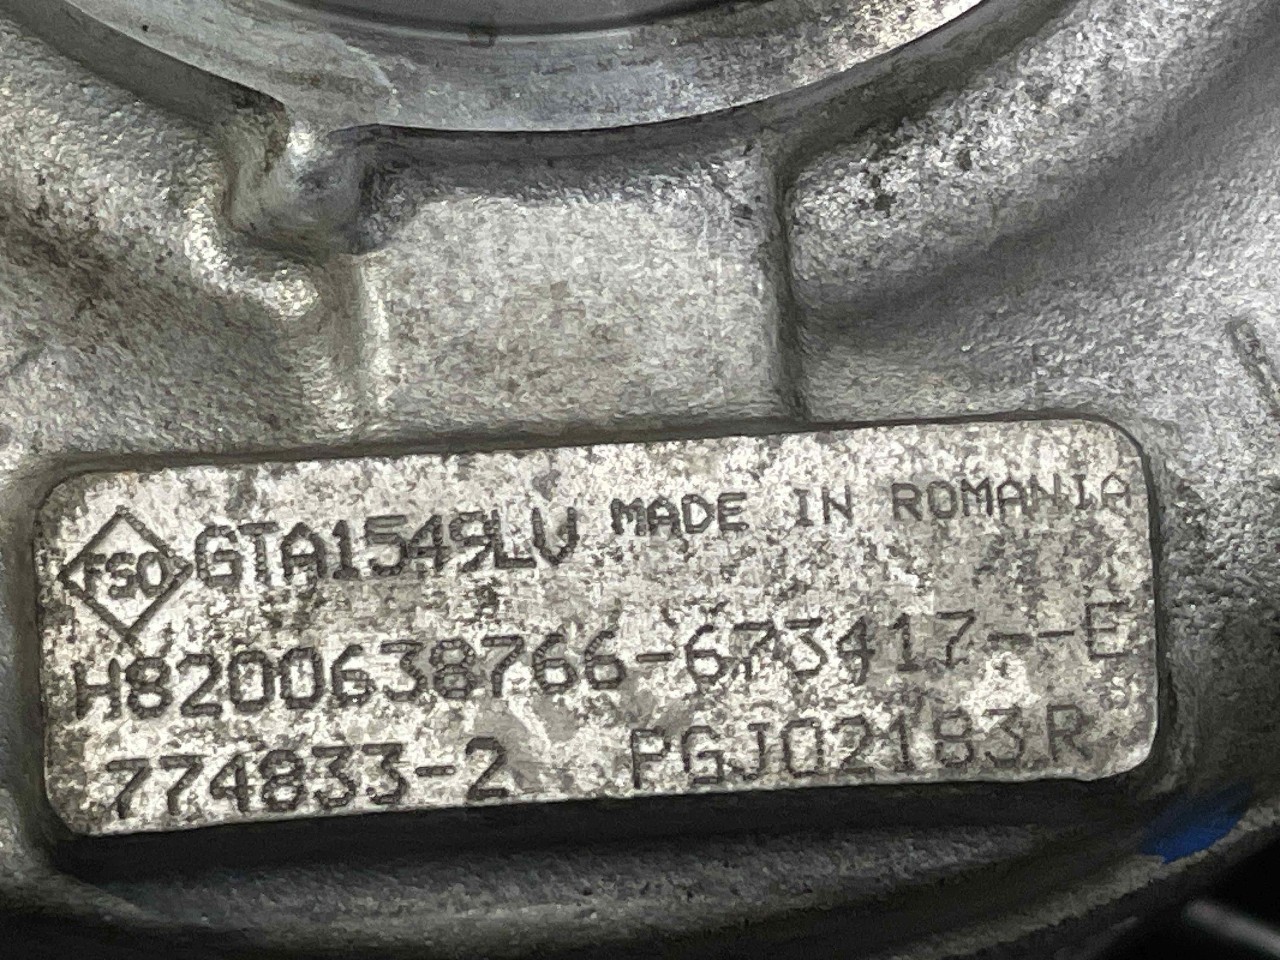 FSO GTA1549LV MADE IN ROMANIA
H8200638766-673417--E
774833-2 PGJ02183R